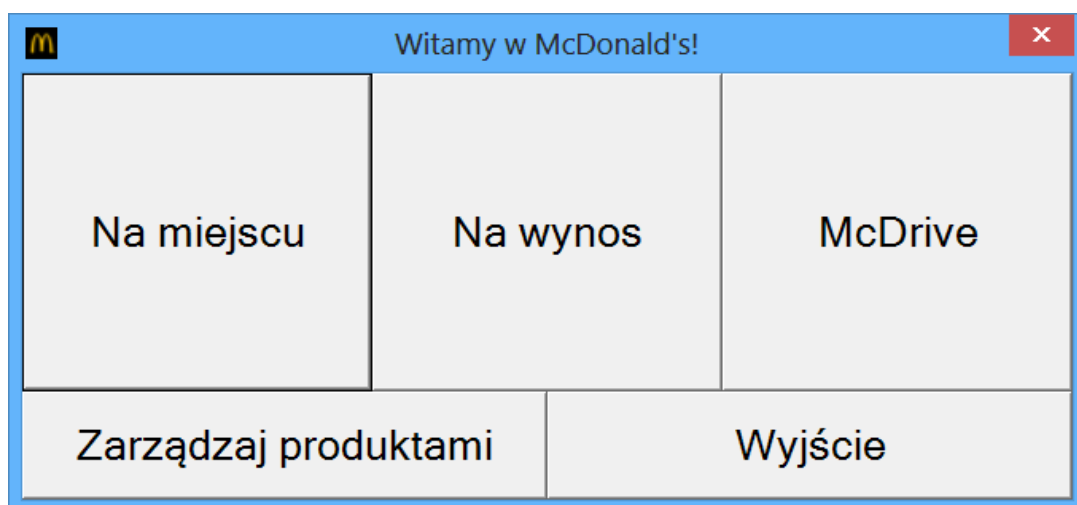 Witamy w McDonald's!
Na miejscu
Na wynos
McDrive
Zarządzaj produktami
Wyjście